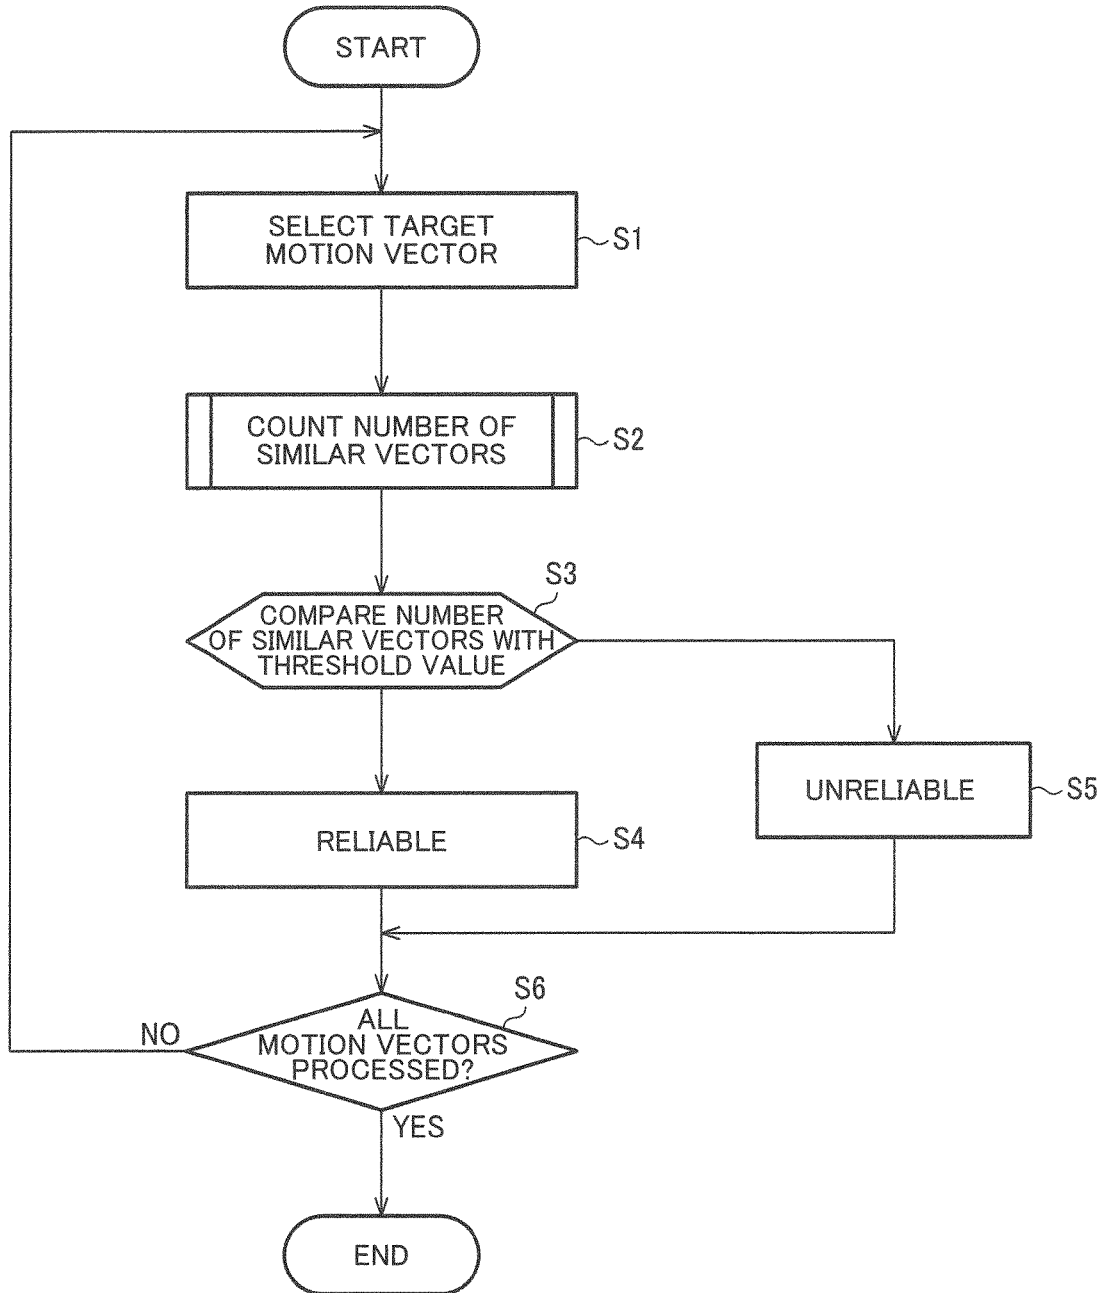 START
SELECT TARGET
MOTION VECTOR
S1
COUNT NUMBER OF
SIMILAR VECTORS
S2
S3
COMPARE NUMBER
OF SIMILAR VECTORS WITH
THRESHOLD VALUE
UNRELIABLE
S5
RELIABLE
S4
S6
ALL
MOTION VECTORS
PROCESSED?
NO
YES
END